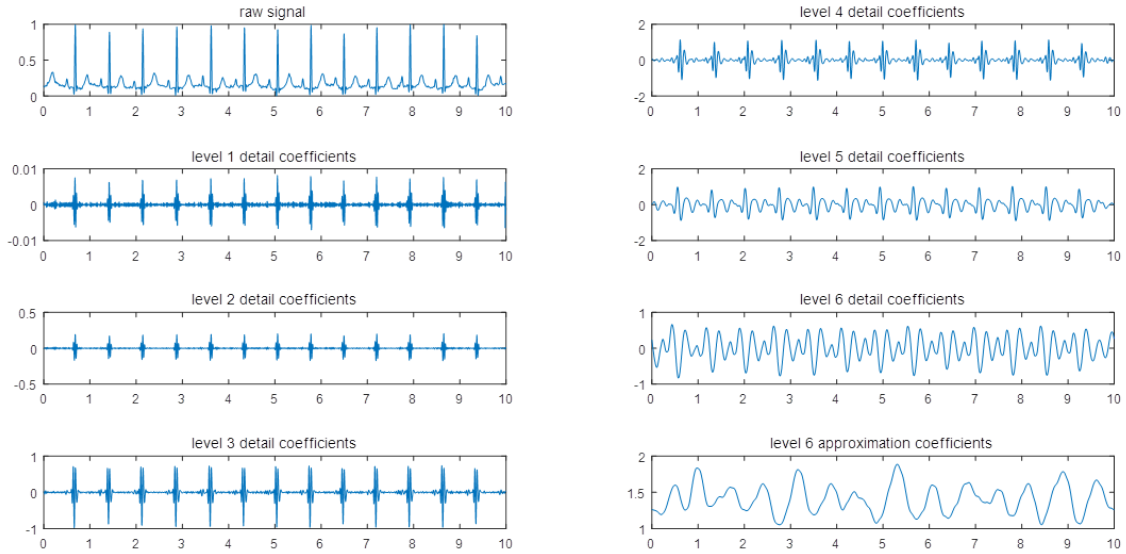 raw signal
1
0.5
0
0 1 2 3 4 5 6 7 8 9 10
level 1 detail coefficients
0.01
0
-0.01
0 1 2 3 4 5 6 7 8 9 10
level 2 detail coefficients
0.5
0
-0.5
0 1 2 3 4 5 6 7 8 9 10
level 3 detail coefficients
1
0
-1
0 1 2 3 4 5 6 7 8 9 10
level 4 detail coefficients
2
0
-2
0 1 2 3 4 5 6 7 8 9 10
level 5 detail coefficients
2
0
-2
0 1 2 3 4 5 6 7 8 9 10
level 6 detail coefficients
1
0
-1
0 1 2 3 4 5 6 7 8 9 10
level 6 approximation coefficients
2
1.5
1
0 1 2 3 4 5 6 7 8 9 10